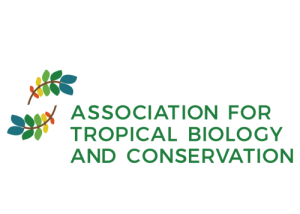 ASSOCIATION FOR
TROPICAL BIOLOGY
AND CONSERVATION